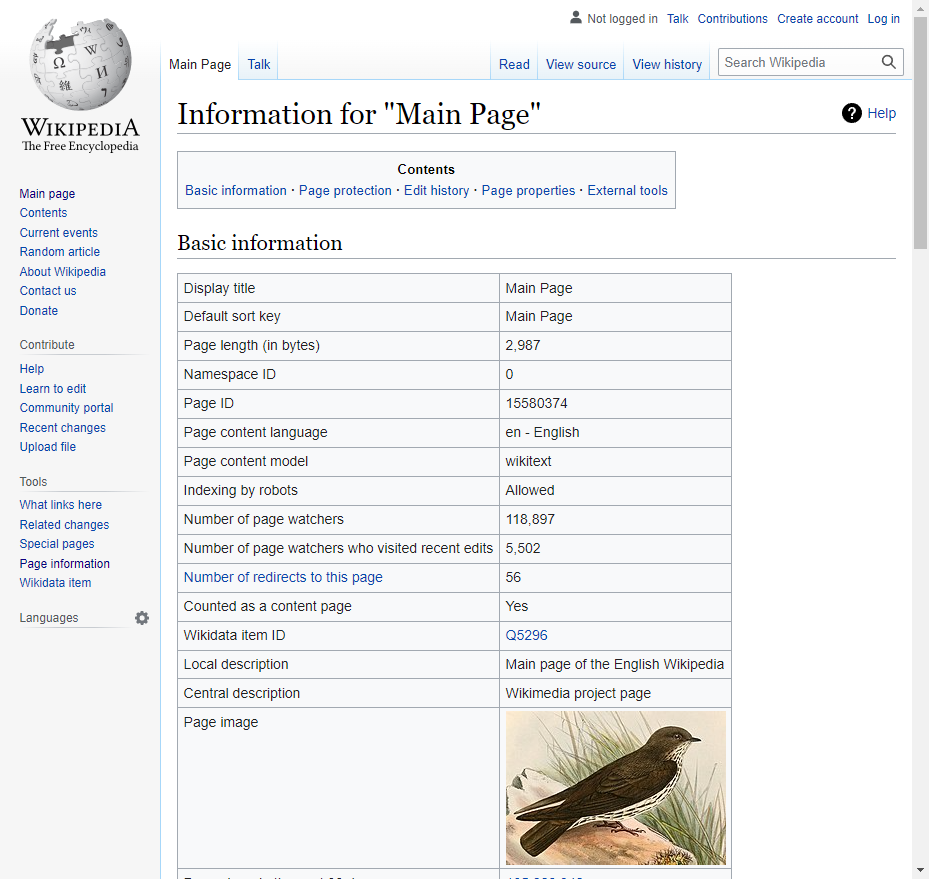 Not logged in Talk Contributions Create account Log in
Main Page Talk Read View source View history Search Wikipedia
WIKIPEDIA
The Free Encyclopedia
Main page
Contents
Current events
Random article
About Wikipedia
Contact us
Donate
Contribute
Help
Learn to edit
Community portal
Recent changes
Upload file
Tools
What links here
Related changes
Special pages
Page information
Wikidata item
Languages
Information for "Main Page"
Help
Contents
Basic information · Page protection · Edit history · Page properties · External tools
Basic information
Display title Main Page
Default sort key Main Page
Page length (in bytes) 2,987
Namespace ID 0
Page ID 15580374
Page content language en - English
Page content model wikitext
Indexing by robots Allowed
Number of page watchers 118,897
Number of page watchers who visited recent edits 5,502
Number of redirects to this page 56
Counted as a content page Yes
Wikidata item ID Q5296
Local description Main page of the English Wikipedia
Central description Wikimedia project page
Page image